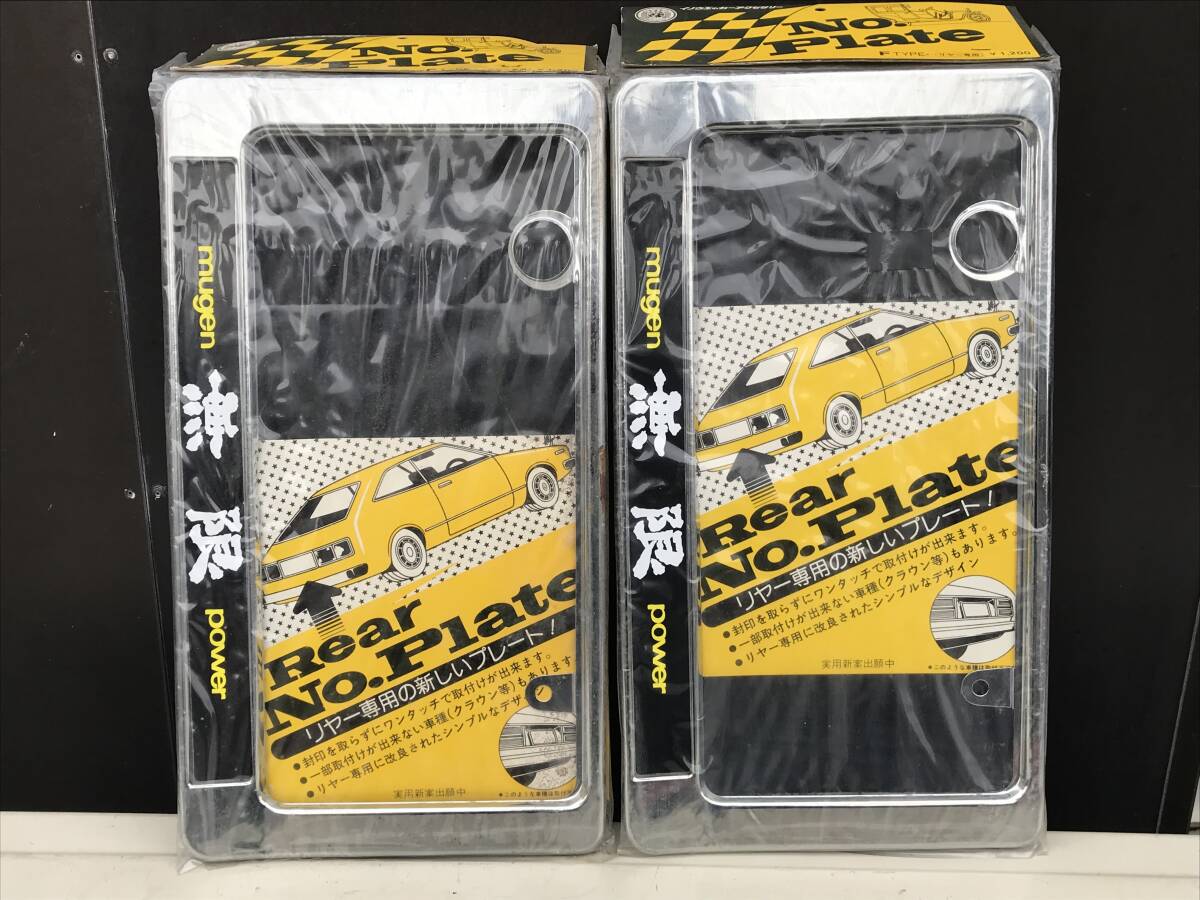 No.
Plate
mugen
無
限
power
Rear
No.Plate
リヤー専用の新しいプレート!
●封印を取らずにワンタッチで取付けが出来ます。
●一部取付けが出来ない車種(クラウン等)もあります。
●リヤー専用に改良されたシンプルなデザイン
実用新案出願中
No.
Plate
F TYPE
¥1,200
mugen
無
限
power
Rear
No.Plate
リヤー専用の新しいプレート!
●封印を取らずにワンタッチで取付けが出来ます。
●一部取付けが出来ない車種(クラウン等)もあります。
●リヤー専用に改良されたシンプルなデザイン
実用新案出願中